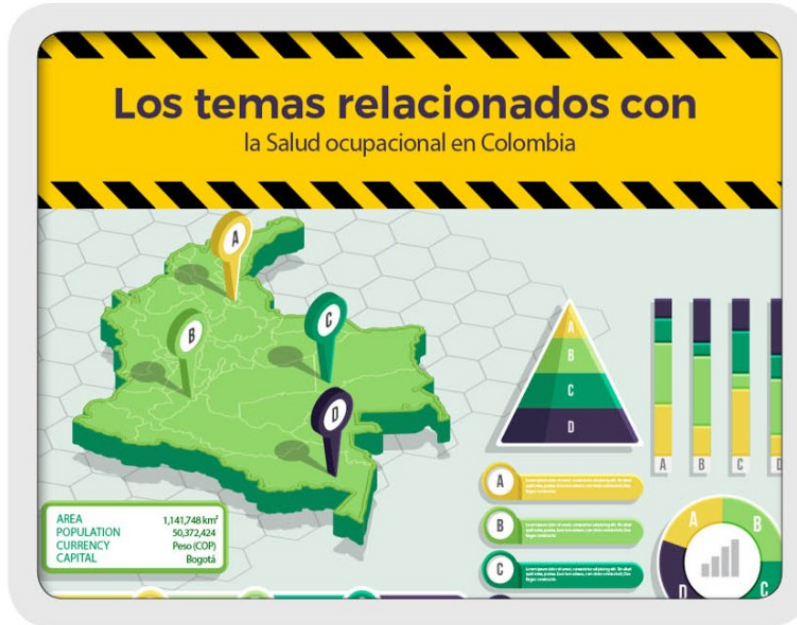 Los temas relacionados con
la Salud ocupacional en Colombia
A
B
C
D
A
B
C
D
A
B
C
D
AREA 1,141,748 km²
POPULATION 50,372,424
CURRENCY Peso (COP)
CAPITAL Bogotá
A
B
C
A
B
C
D